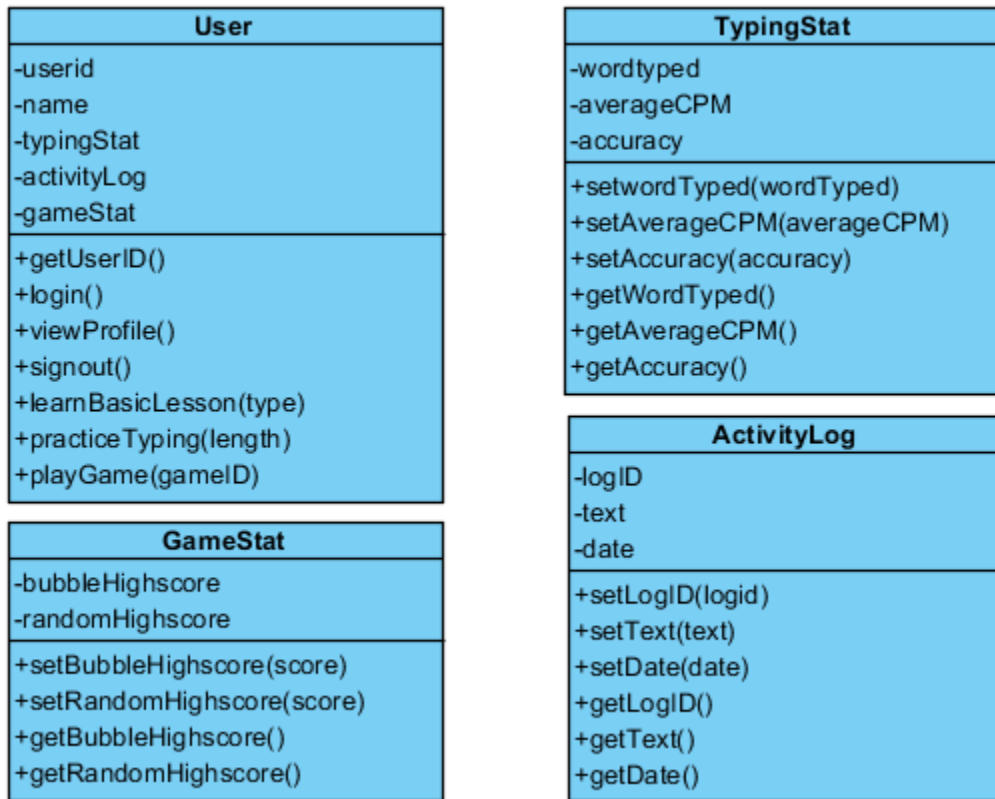 User
-userid
-name
-typingStat
-activityLog
-gameStat
+getUserID()
+login()
+viewProfile()
+signout()
+learnBasicLesson(type)
+practiceTyping(length)
+playGame(gameID)
GameStat
-bubbleHighscore
-randomHighscore
+setBubbleHighscore(score)
+setRandomHighscore(score)
+getBubbleHighscore()
+getRandomHighscore()
TypingStat
-wordtyped
-averageCPM
-accuracy
+setwordTyped(wordTyped)
+setAverageCPM(averageCPM)
+setAccuracy(accuracy)
+getWordTyped()
+getAverageCPM()
+getAccuracy()
ActivityLog
-logID
-text
-date
+setLogID(logid)
+setText(text)
+setDate(date)
+getLogID()
+getText()
+getDate()